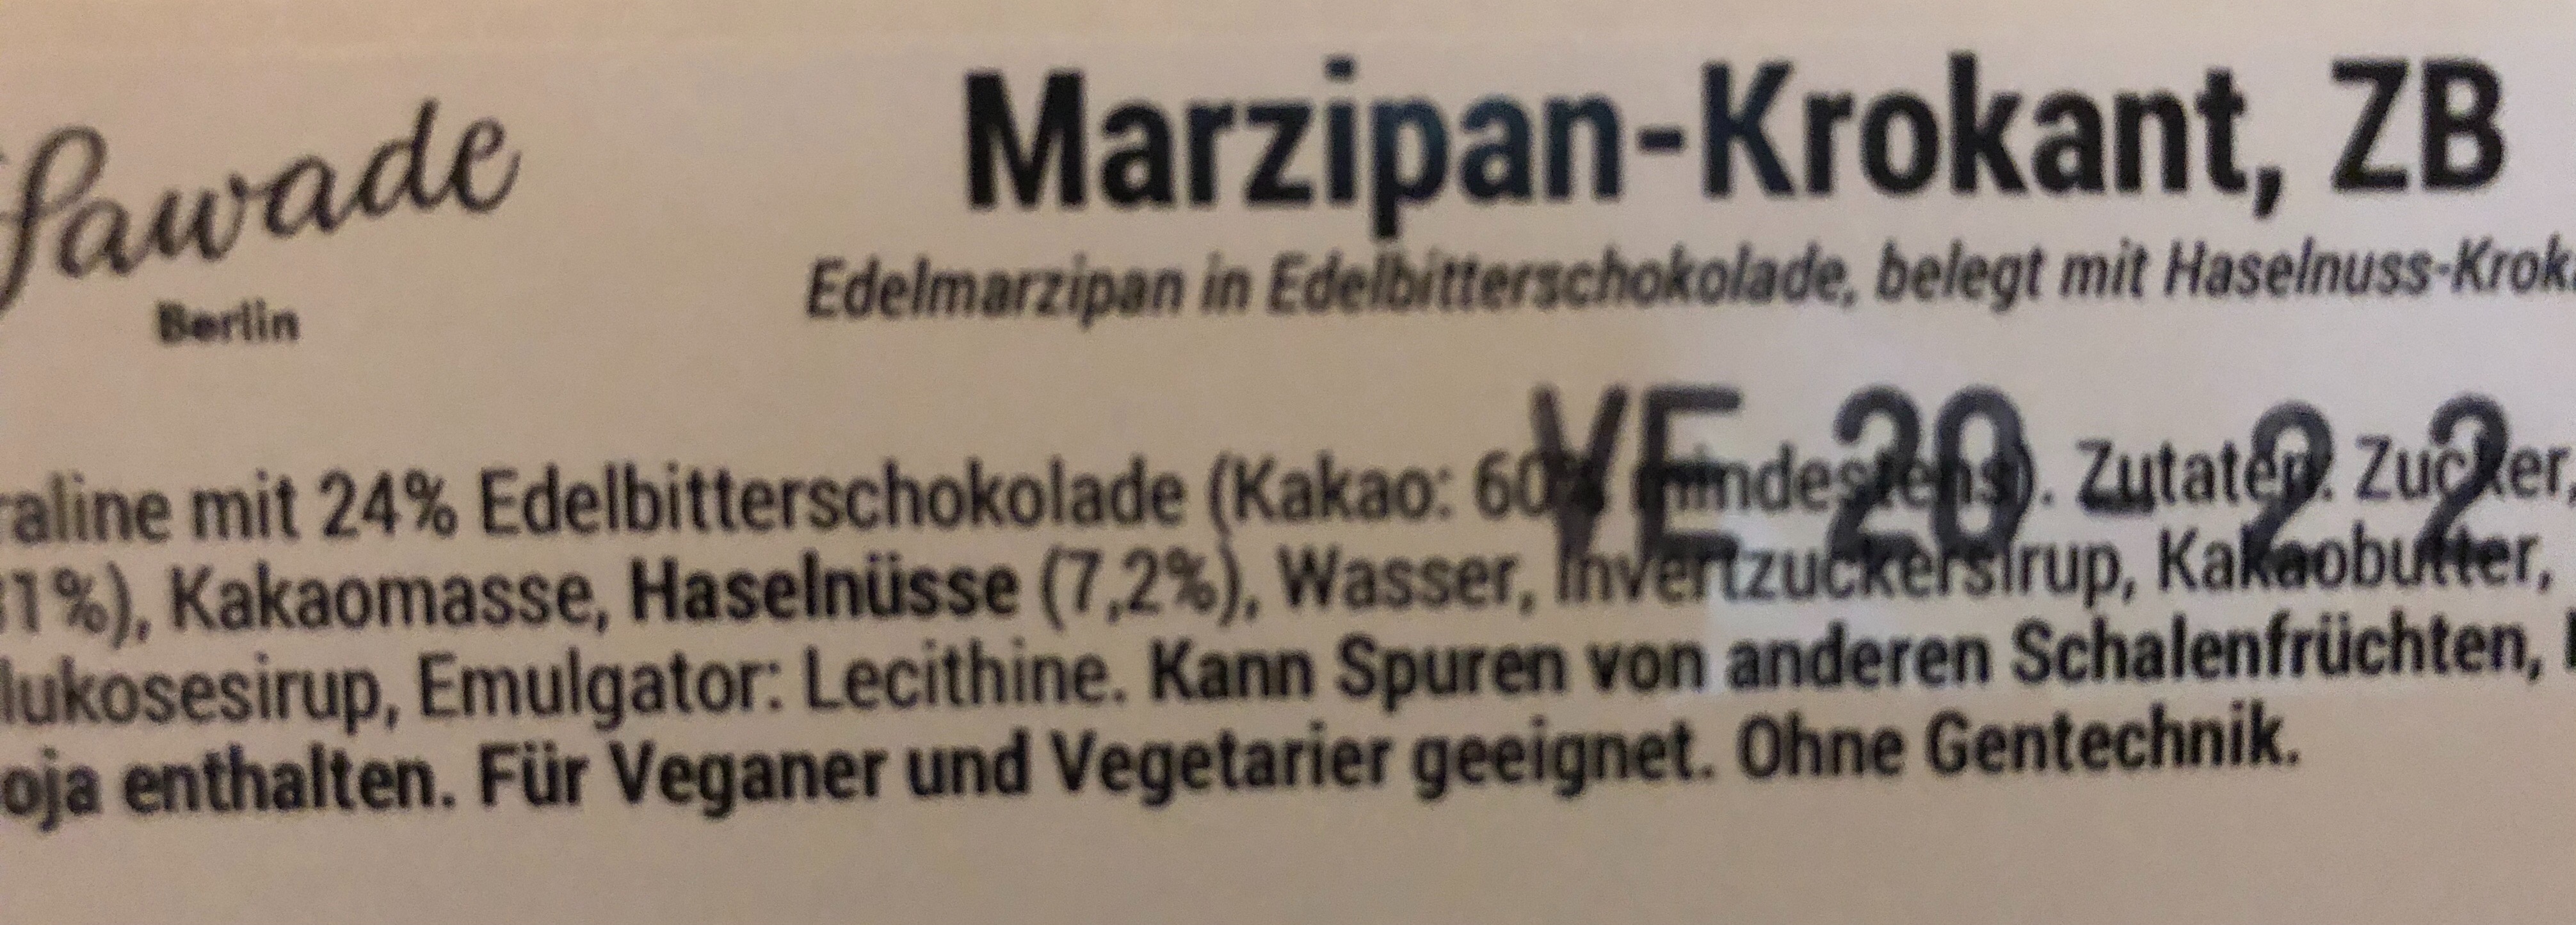 Sawade
Berlin
Marzipan-Krokant, ZB
Edelmarzipan in Edelbitterschokolade, belegt mit Haselnuss-Krok
VE 20 2 2
raline mit 24% Edelbitterschokolade (Kakao: 60% mindestens). Zutaten: Zucker,
1%), Kakaomasse, Haselnüsse (7,2%), Wasser, Invertzuckersirup, Kakaobutter,
lukosesirup, Emulgator: Lecithine. Kann Spuren von anderen Schalenfrüchten,
oja enthalten. Für Veganer und Vegetarier geeignet. Ohne Gentechnik.